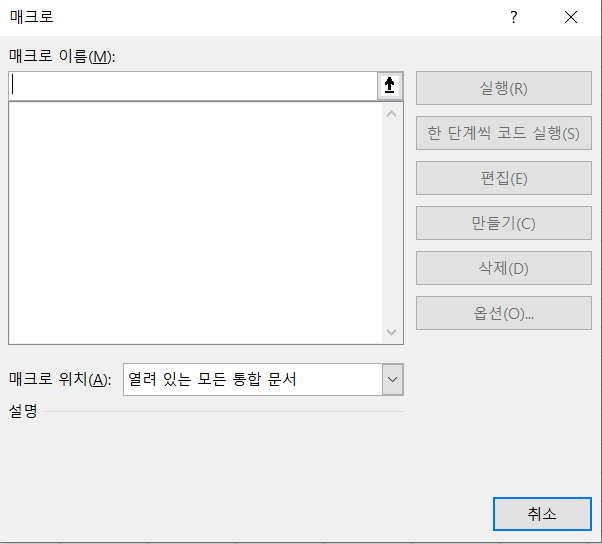 매크로
매크로 이름(M):
실행(R)
한 단계씩 코드 실행(S)
편집(E)
만들기(C)
삭제(D)
옵션(O)...
매크로 위치(A):
열려 있는 모든 통합 문서
설명
취소